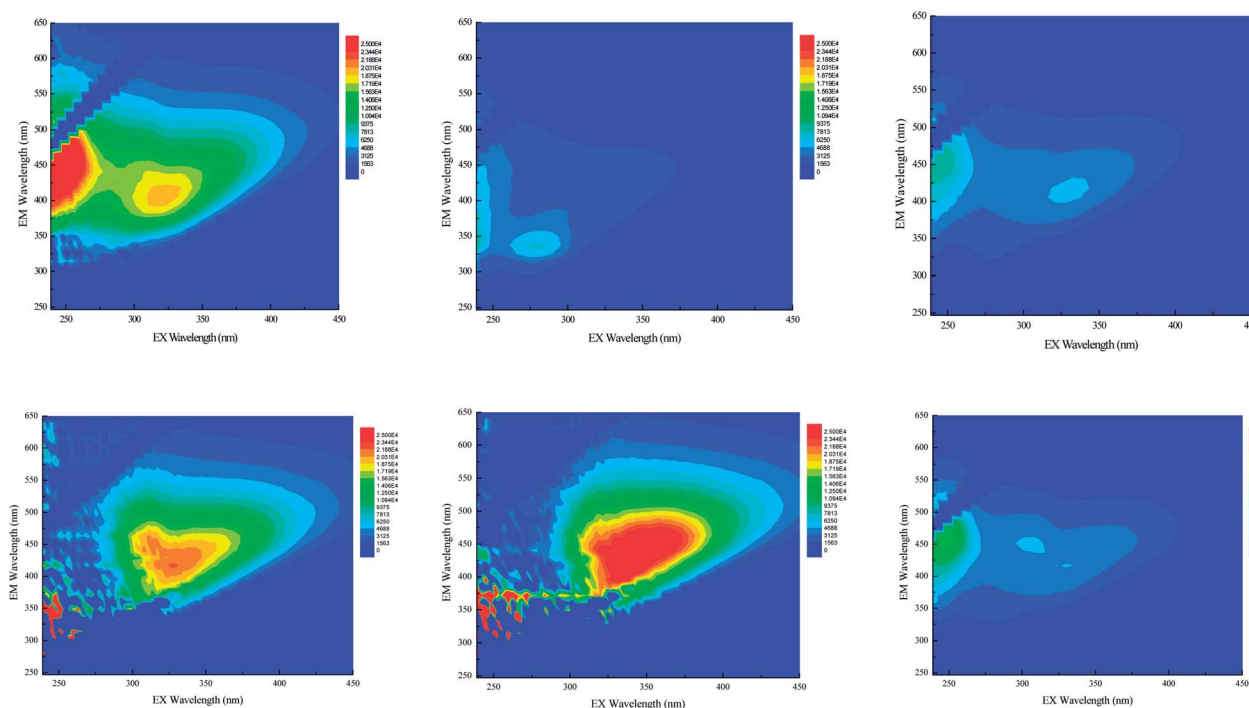 650
600
550
500
450
400
350
300
250
EM Wavelength (nm)
250 300 350 400 450
EX Wavelength (nm)
2.500E4
2.344E4
2.188E4
2.031E4
1.875E4
1.719E4
1.563E4
1.406E4
1.250E4
1.094E4
9375
7813
6250
4688
3125
1563
0
650
600
550
500
450
400
350
300
250
EM Wavelength (nm)
250 300 350 400 450
EX Wavelength (nm)
2.500E4
2.344E4
2.188E4
2.031E4
1.875E4
1.719E4
1.563E4
1.406E4
1.250E4
1.094E4
9375
7813
6250
4688
3125
1563
0
650
600
550
500
450
400
350
300
250
EM Wavelength (nm)
250 300 350 400
EX Wavelength (nm)
650
600
550
500
450
400
350
300
250
EM Wavelength (nm)
250 300 350 400 450
EX Wavelength (nm)
2.500E4
2.344E4
2.188E4
2.031E4
1.875E4
1.719E4
1.563E4
1.406E4
1.250E4
1.094E4
9375
7813
6250
4688
3125
1563
0
650
600
550
500
450
400
350
300
250
EM Wavelength (nm)
250 300 350 400 450
EX Wavelength (nm)
2.500E4
2.344E4
2.188E4
2.031E4
1.875E4
1.719E4
1.563E4
1.406E4
1.250E4
1.094E4
9375
7813
6250
4688
3125
1563
0
650
600
550
500
450
400
350
300
250
EM Wavelength (nm)
250 300 350 400
EX Wavelength (nm)